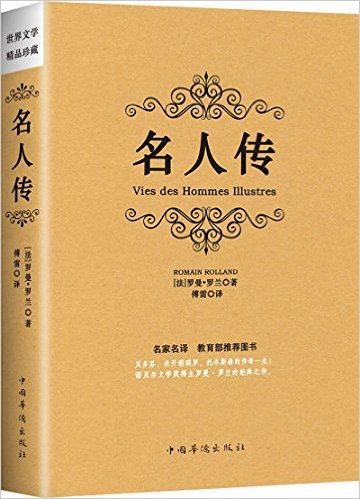 世界文学
精品珍藏
名人传
[法]罗曼·罗兰◎著
傅雷◎译
中国华侨出版社
名人传
Vies des Hommes Illustres
ROMAIN ROLLAND
[法]罗曼·罗兰◎著
傅雷◎译
名家名译 教育部推荐图书
贝多芬、米开朗琪罗、托尔斯泰的传奇一生!
诺贝尔文学奖得主罗曼·罗兰的经典之作。
中国华侨出版社